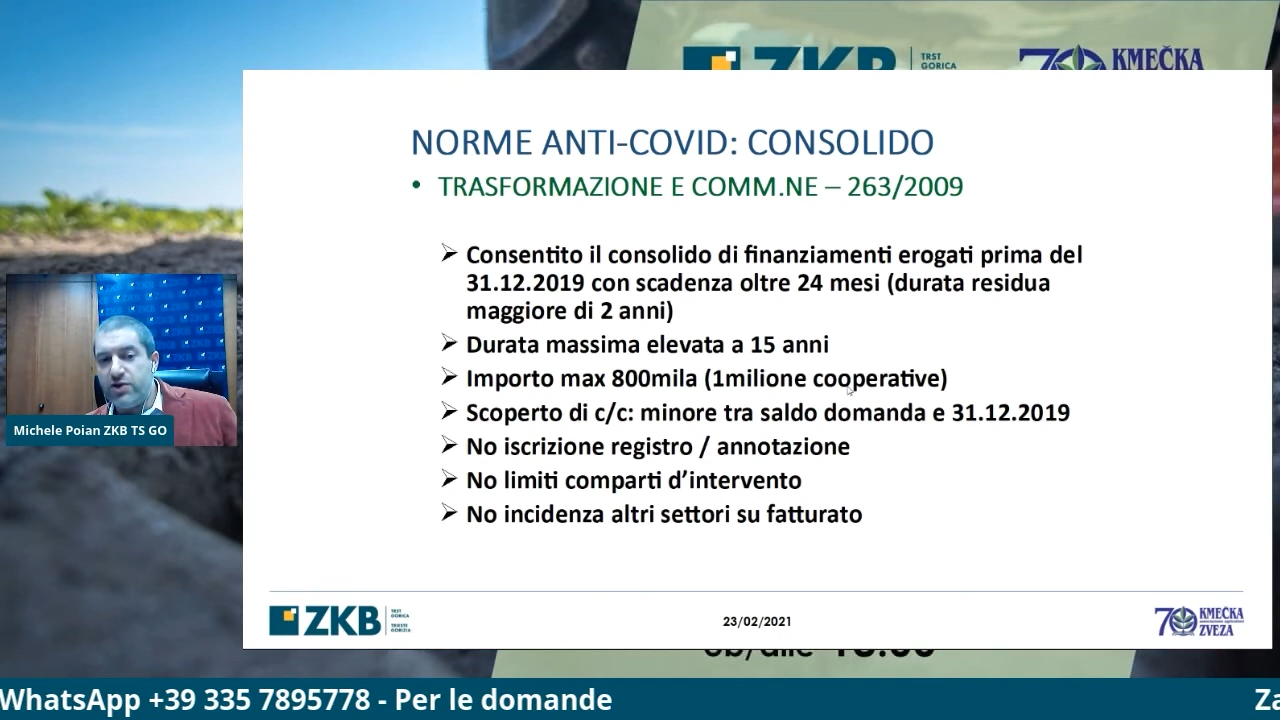 ZKB
TRST
GORICA
70 KMEČKA
NORME ANTI-COVID: CONSOLIDO
• TRASFORMAZIONE E COMM.NE – 263/2009
➢ Consentito il consolido di finanziamenti erogati prima del
31.12.2019 con scadenza oltre 24 mesi (durata residua
maggiore di 2 anni)
➢ Durata massima elevata a 15 anni
➢ Importo max 800mila (1milione cooperative)
➢ Scoperto di c/c: minore tra saldo domanda e 31.12.2019
➢ No iscrizione registro / annotazione
➢ No limiti comparti d’intervento
➢ No incidenza altri settori su fatturato
Michele Poian ZKB TS GO
ZKB
TRST
GORICA
TRIESTE
GORIZIA
23/02/2021
70 KMEČKA
ZVEZA
ob/alle
WhatsApp +39 335 7895778 - Per le domande
Za